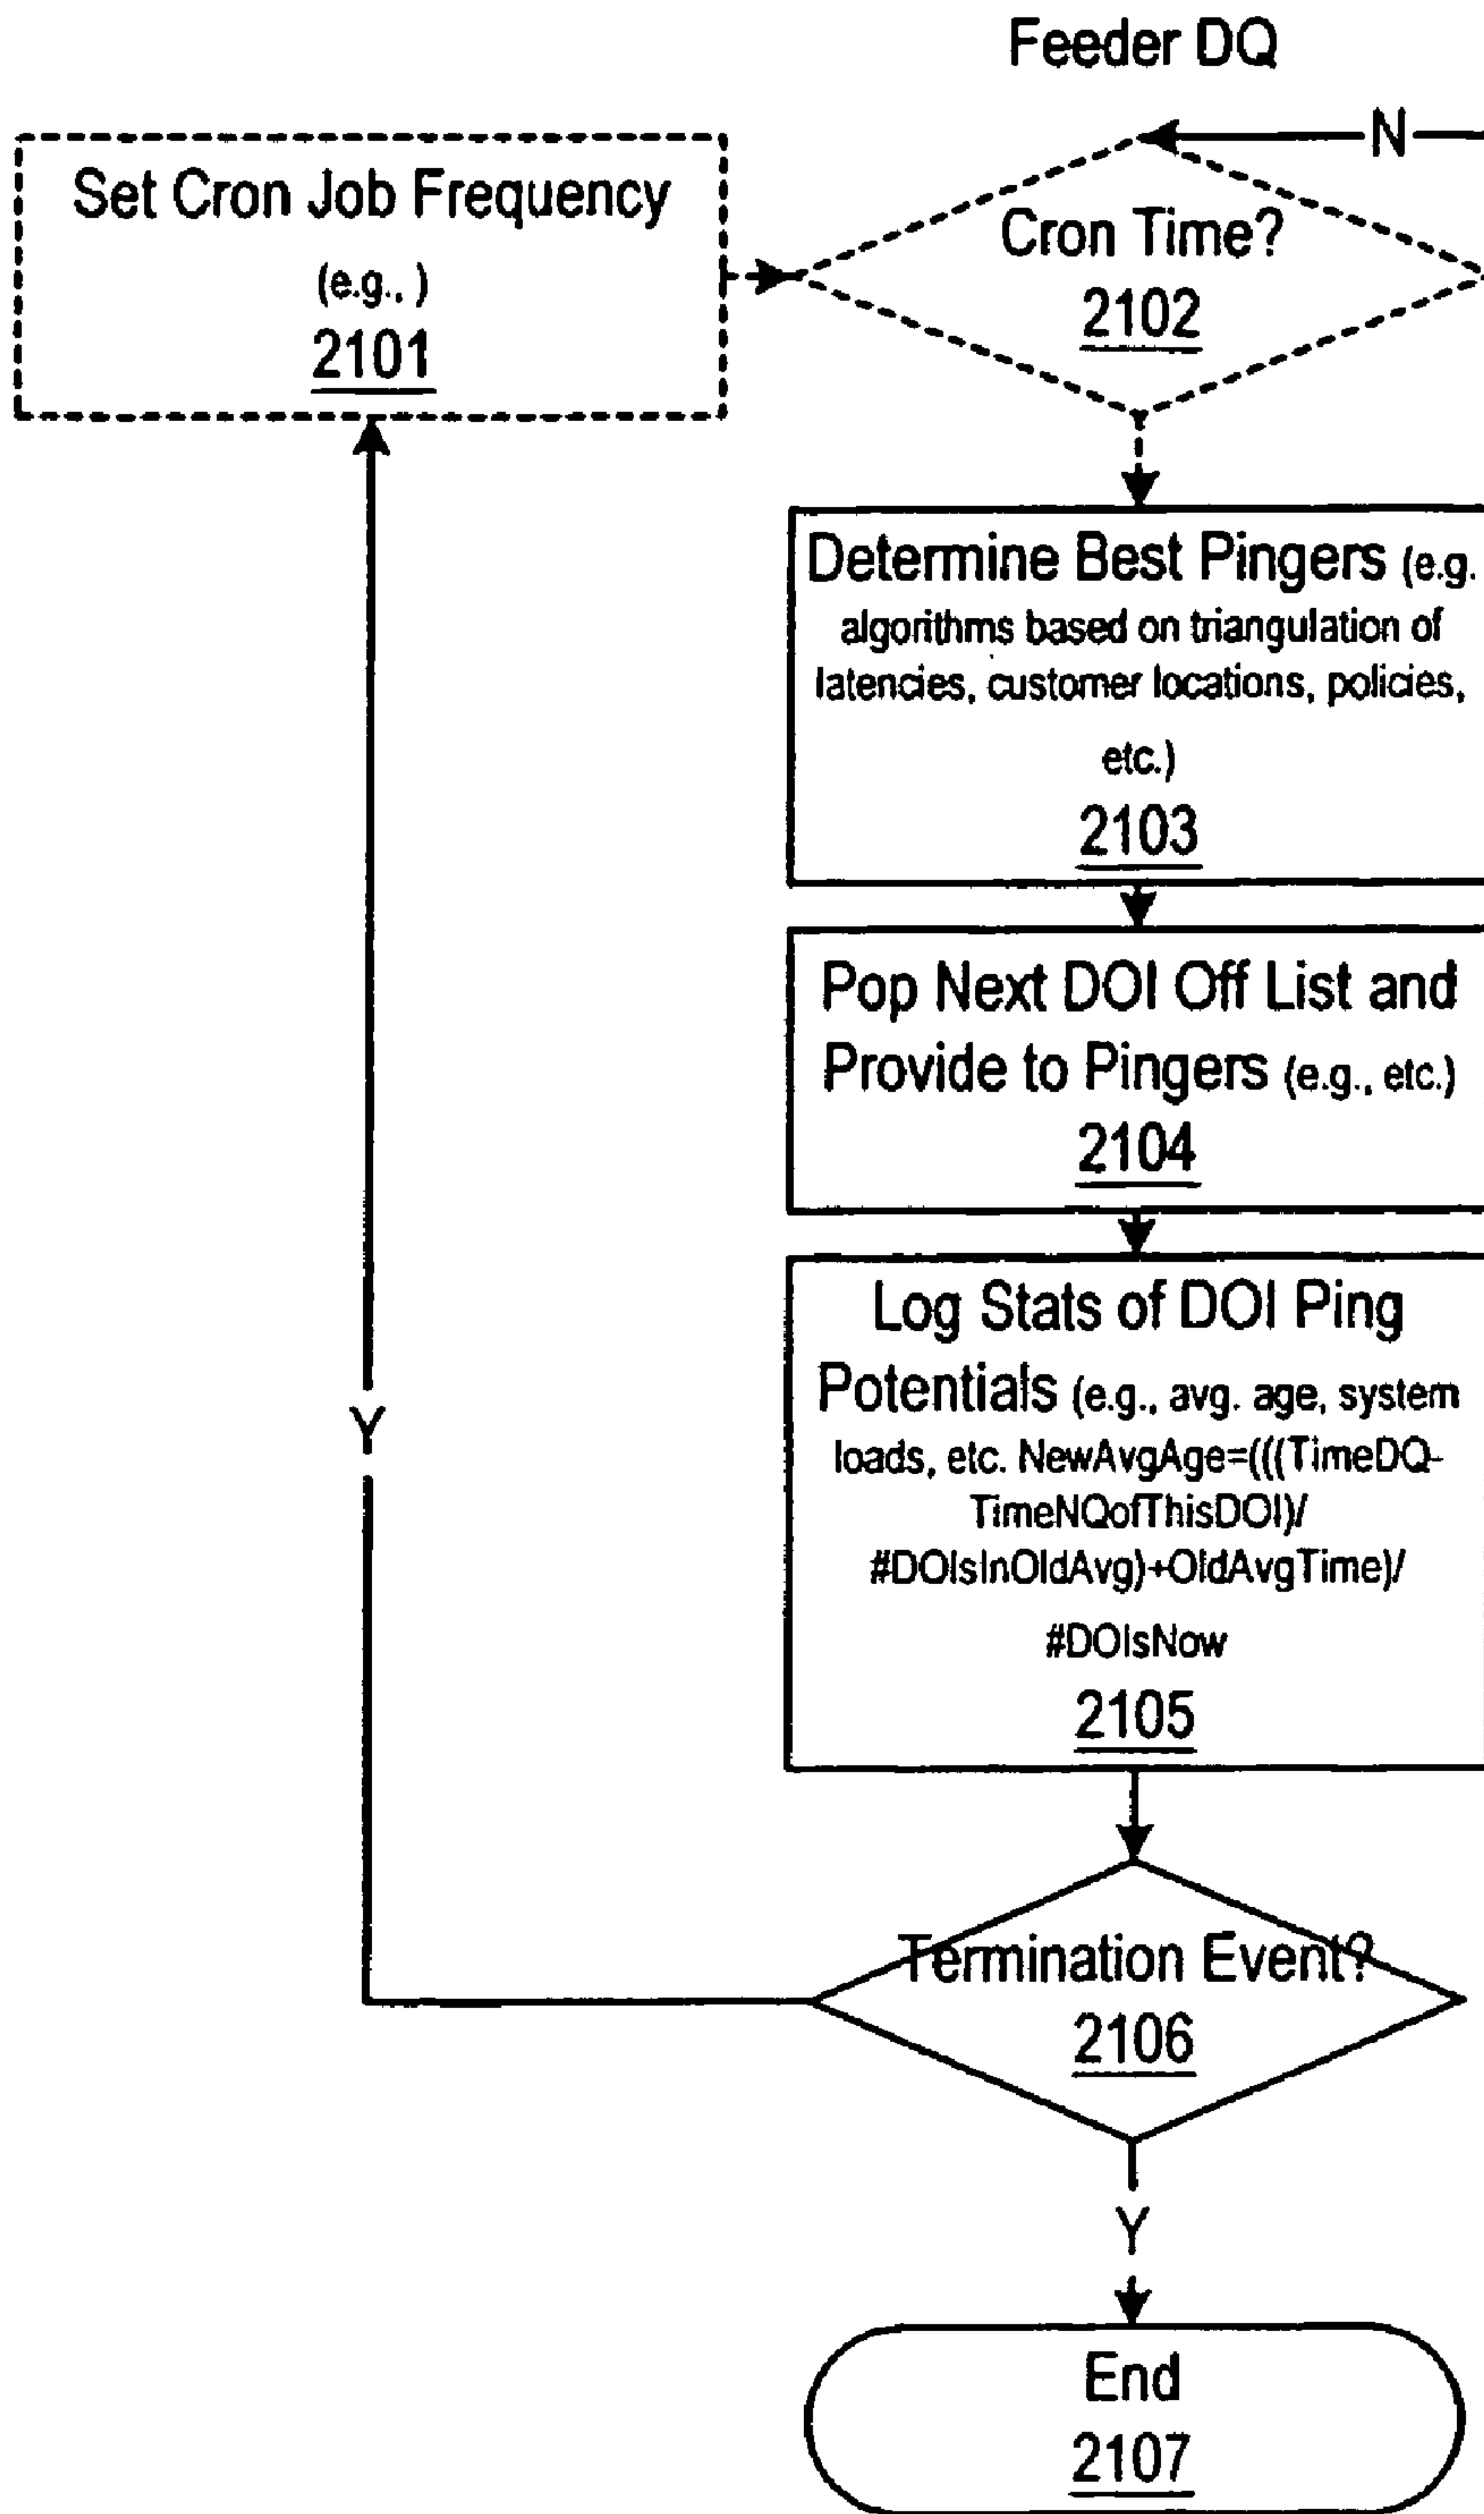 Feeder DQ
N
Set Cron Job Frequency
(e.g., )
2101
Cron Time?
2102
Determine Best Pingers (e.g.
algorithms based on triangulation of
latencies, customer locations, policies,
etc.)
2103
Pop Next DOI Off List and
Provide to Pingers (e.g., etc.)
2104
Log Stats of DOI Ping
Potentials (e.g., avg. age, system
loads, etc. NewAvgAge=(((TimeDQ-
TimeNQofThisDOI)/
#DOIsInOldAvg)+OldAvgTime)/
#DOIsNow
2105
Y
Termination Event?
2106
Y
End
2107